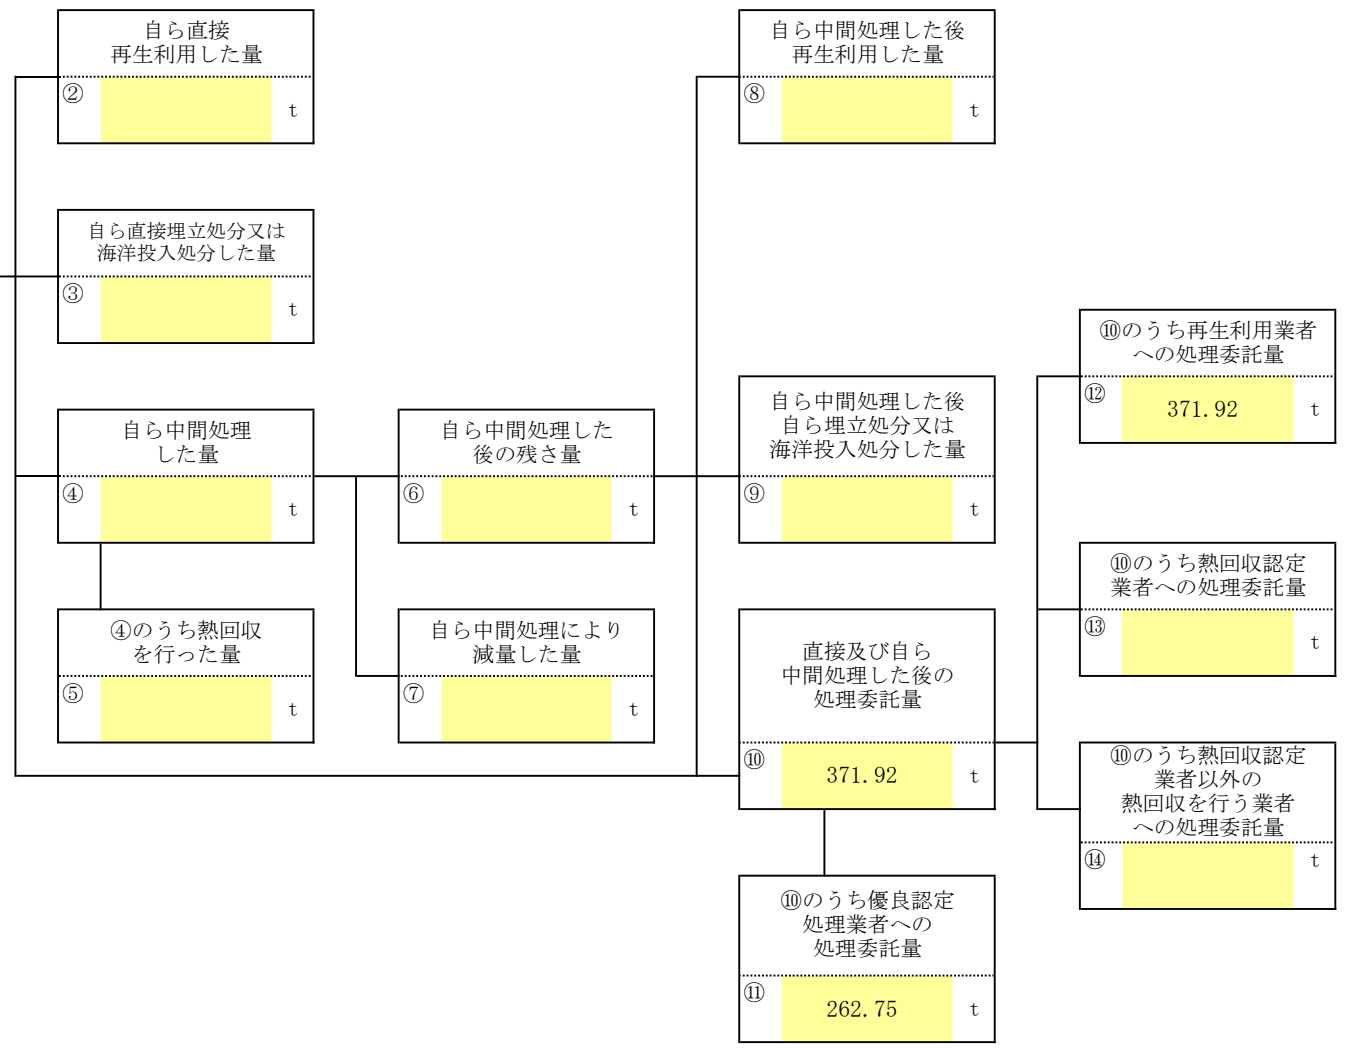 自ら直接
再生利用した量
②
t
自ら中間処理した後
再生利用した量
⑧
t
自ら直接埋立処分又は
海洋投入処分した量
③
t
⑩のうち再生利用業者
への処理委託量
⑫ 371.92 t
自ら中間処理した後
自ら埋立処分又は
海洋投入処分した量
⑨
t
自ら中間処理
した量
④
t
自ら中間処理した
後の残さ量
⑥
t
⑩のうち熱回収認定
業者への処理委託量
⑬
t
④のうち熱回収
を行った量
⑤
t
自ら中間処理により
減量した量
⑦
t
直接及び自ら
中間処理した後の
処理委託量
⑩ 371.92 t
⑩のうち熱回収認定
業者以外の
熱回収を行う業者
への処理委託量
⑭ t
⑩のうち優良認定
処理業者への
処理委託量
⑪ 262.75 t